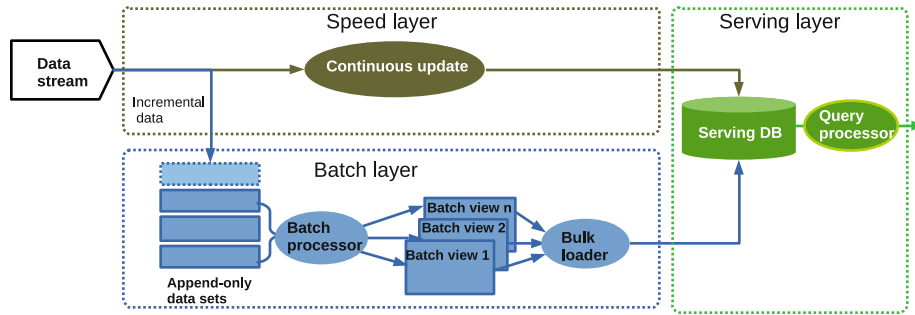 Speed layer
Serving layer
Data
stream
Continuous update
Incremental
data
Serving DB
Query
processor
Batch layer
Batch
processor
Batch view n
Batch view 2
Batch view 1
Bulk
loader
Append-only
data sets